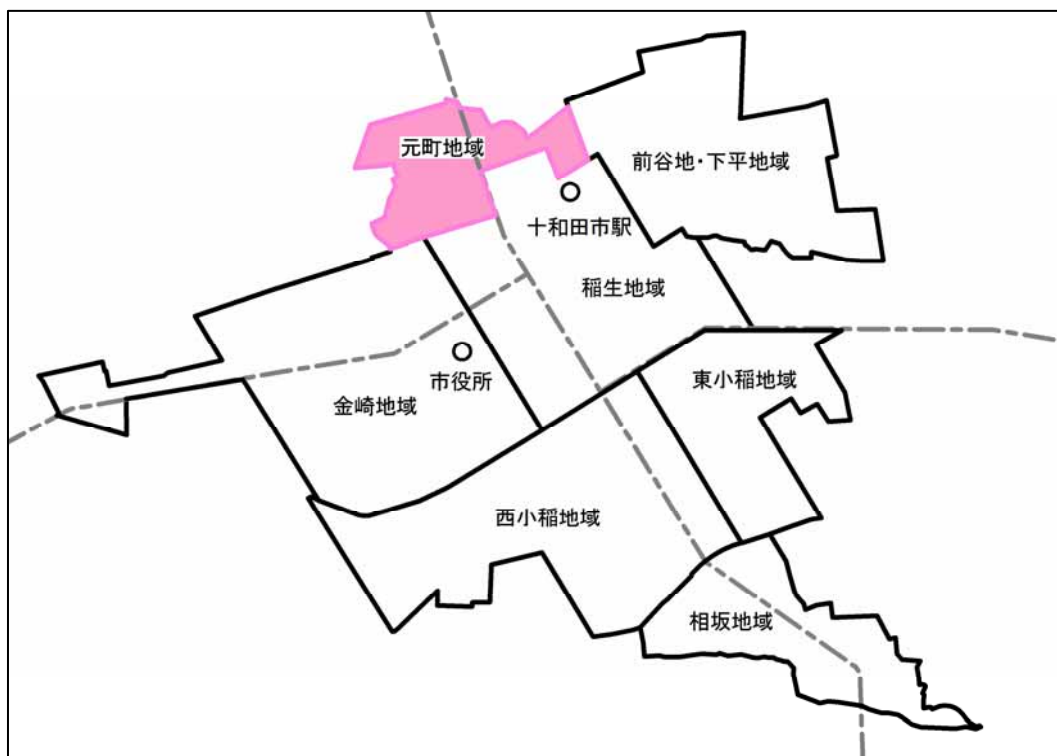 元町地域
前谷地・下平地域
十和田市駅
稲生地域
市役所
東小稲地域
金崎地域
西小稲地域
相坂地域